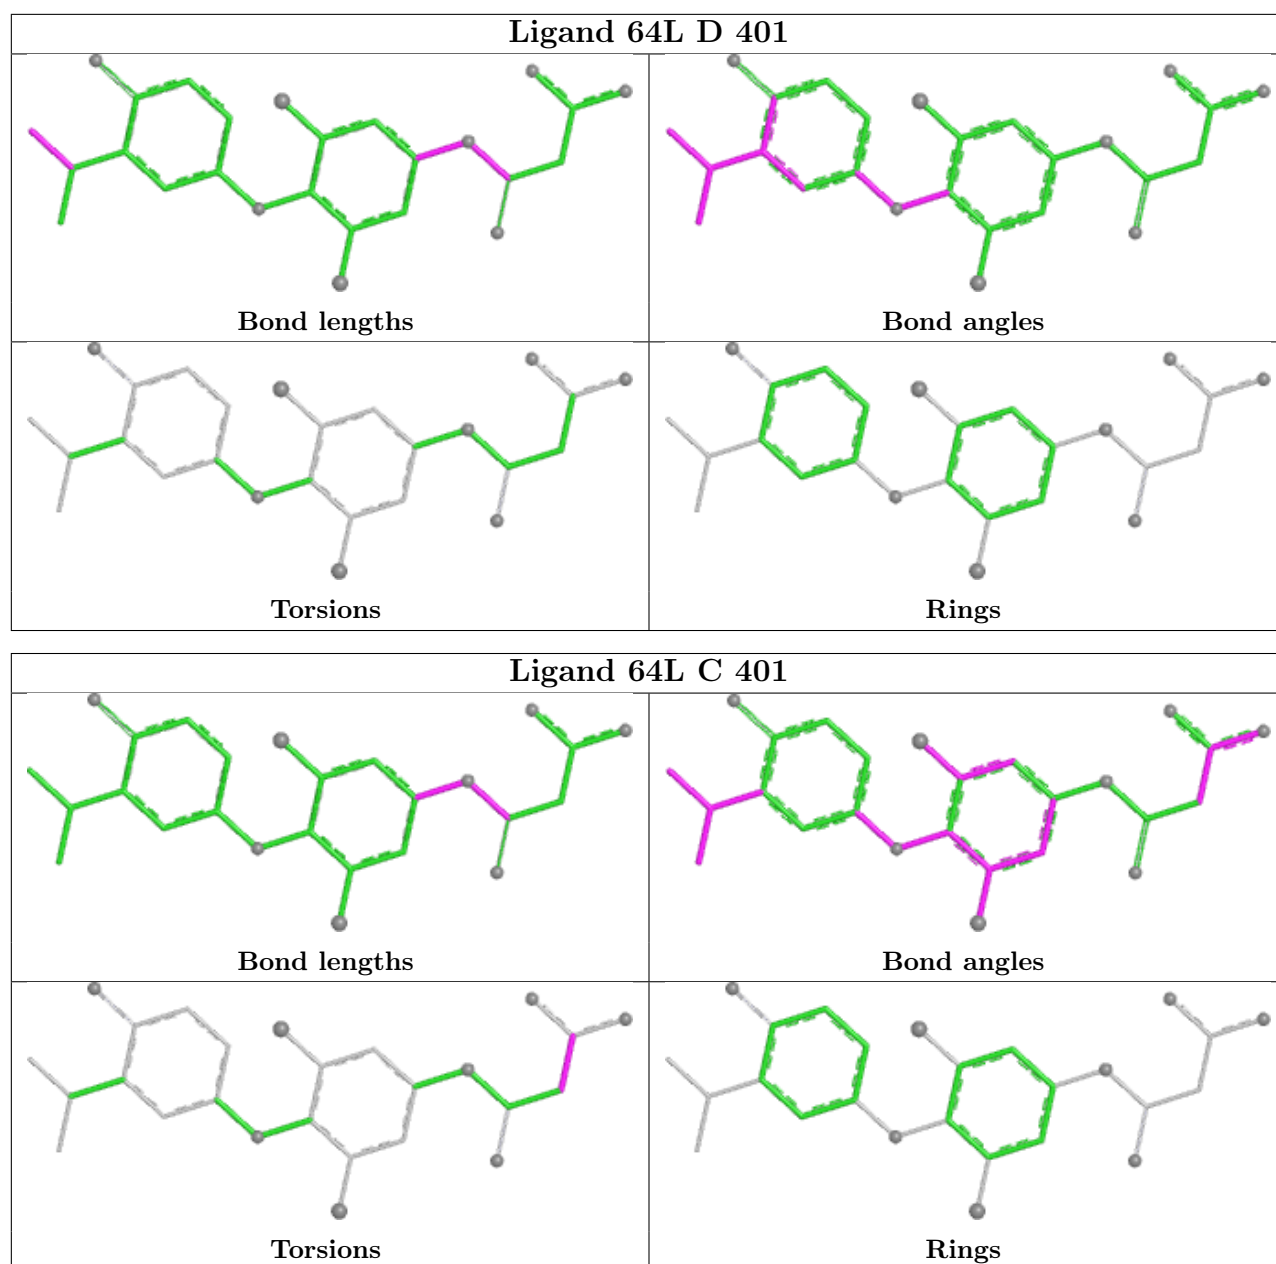 Ligand 64L D 401
Bond lengths
Bond angles
Torsions
Rings
Ligand 64L C 401
Bond lengths
Bond angles
Torsions
Rings